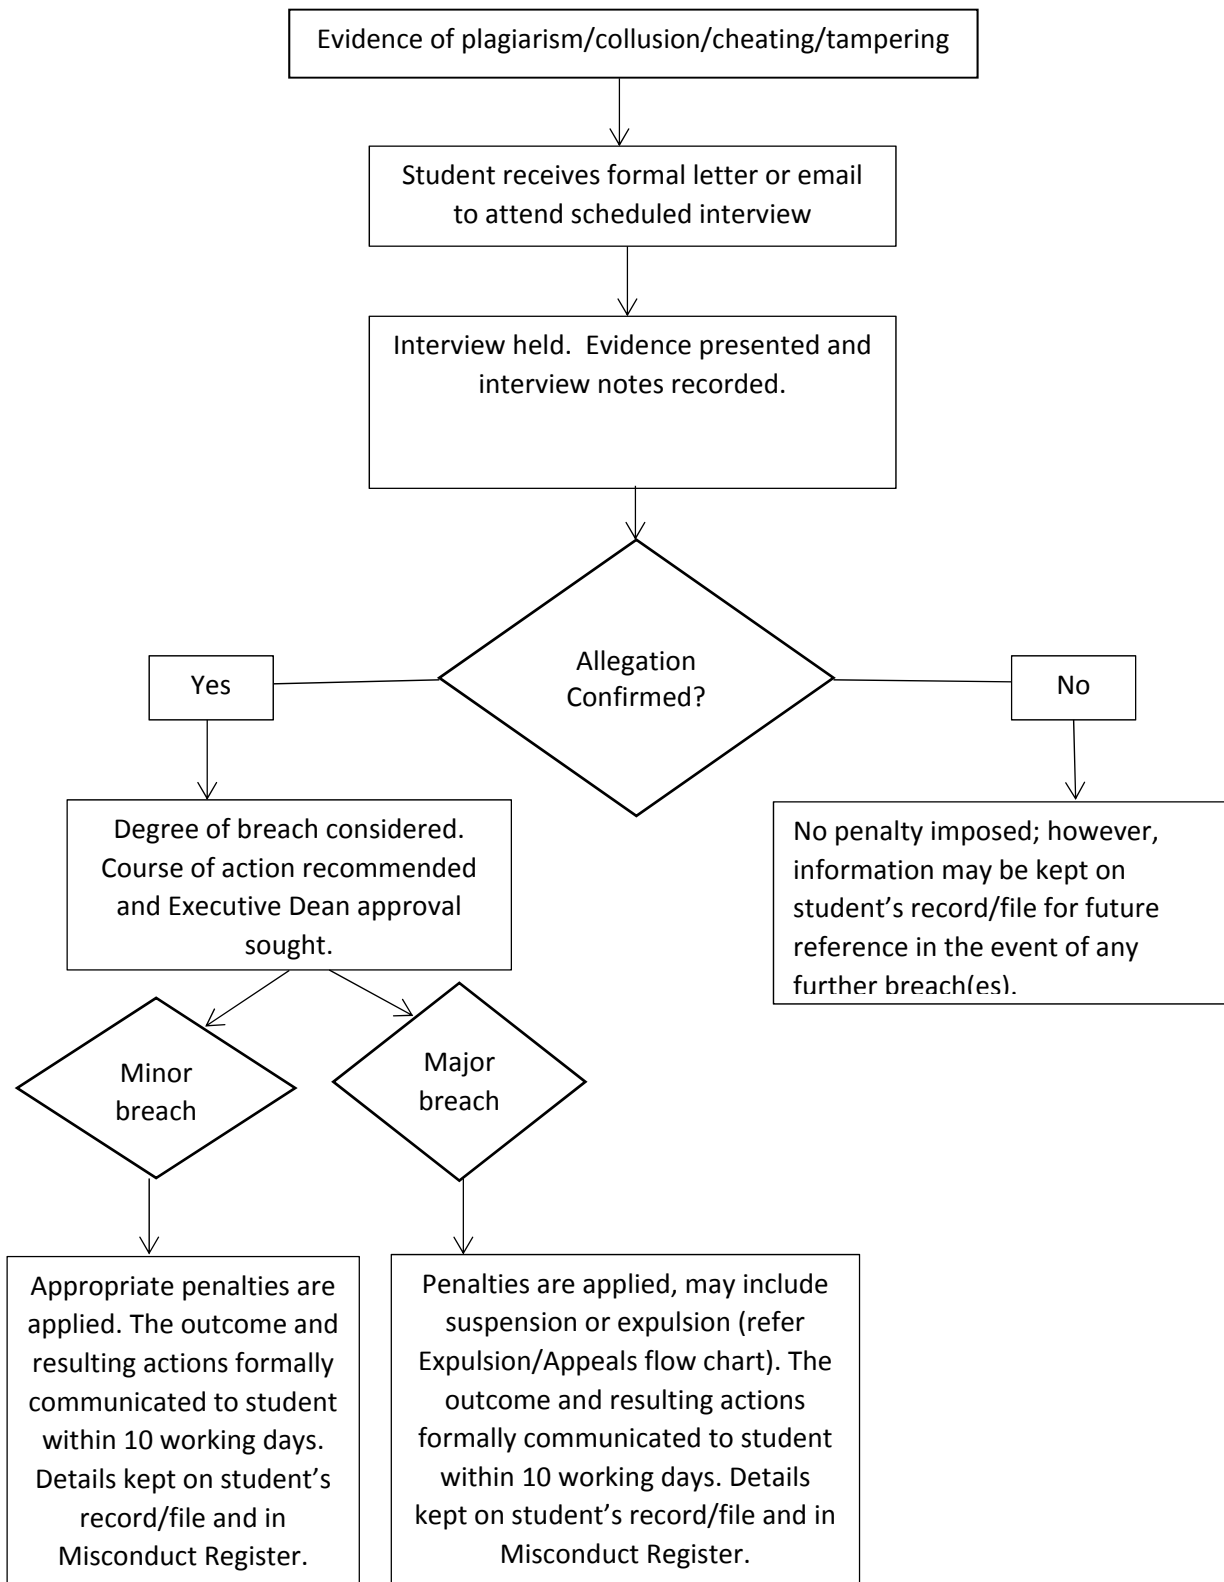 Evidence of plagiarism/collusion/cheating/tampering
Student receives formal letter or email
to attend scheduled interview
Interview held.  Evidence presented and
interview notes recorded.
Allegation
Confirmed?
Yes
No
Degree of breach considered.
Course of action recommended
and Executive Dean approval
sought.
No penalty imposed; however,
information may be kept on
student’s record/file for future
reference in the event of any
further breach(es).
Minor
breach
Major
breach
Appropriate penalties are
applied. The outcome and
resulting actions formally
communicated to student
within 10 working days.
Details kept on student’s
record/file and in
Misconduct Register.
Penalties are applied, may include
suspension or expulsion (refer
Expulsion/Appeals flow chart). The
outcome and resulting actions
formally communicated to student
within 10 working days. Details
kept on student’s record/file and in
Misconduct Register.